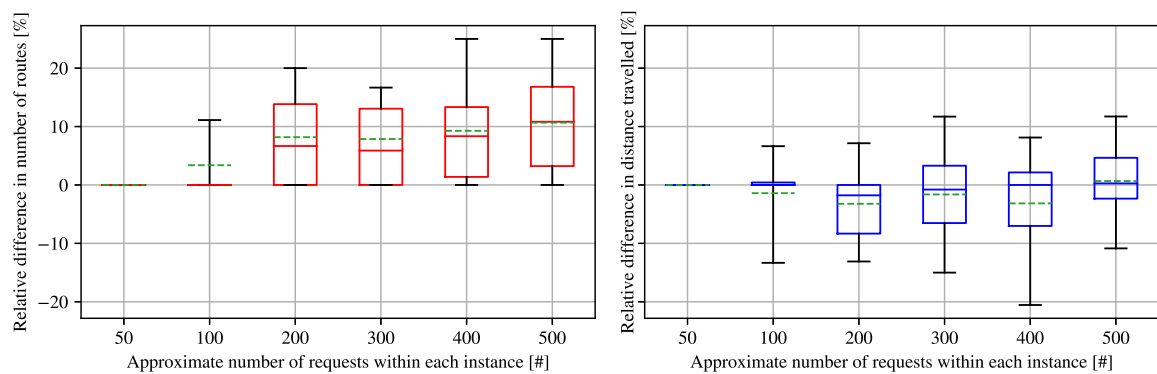 Relative difference in number of routes [%]
20
10
0
−10
−20
50 100 200 300 400 500
Approximate number of requests within each instance [#]
Relative difference in distance travelled [%]
50 100 200 300 400 500
Approximate number of requests within each instance [#]